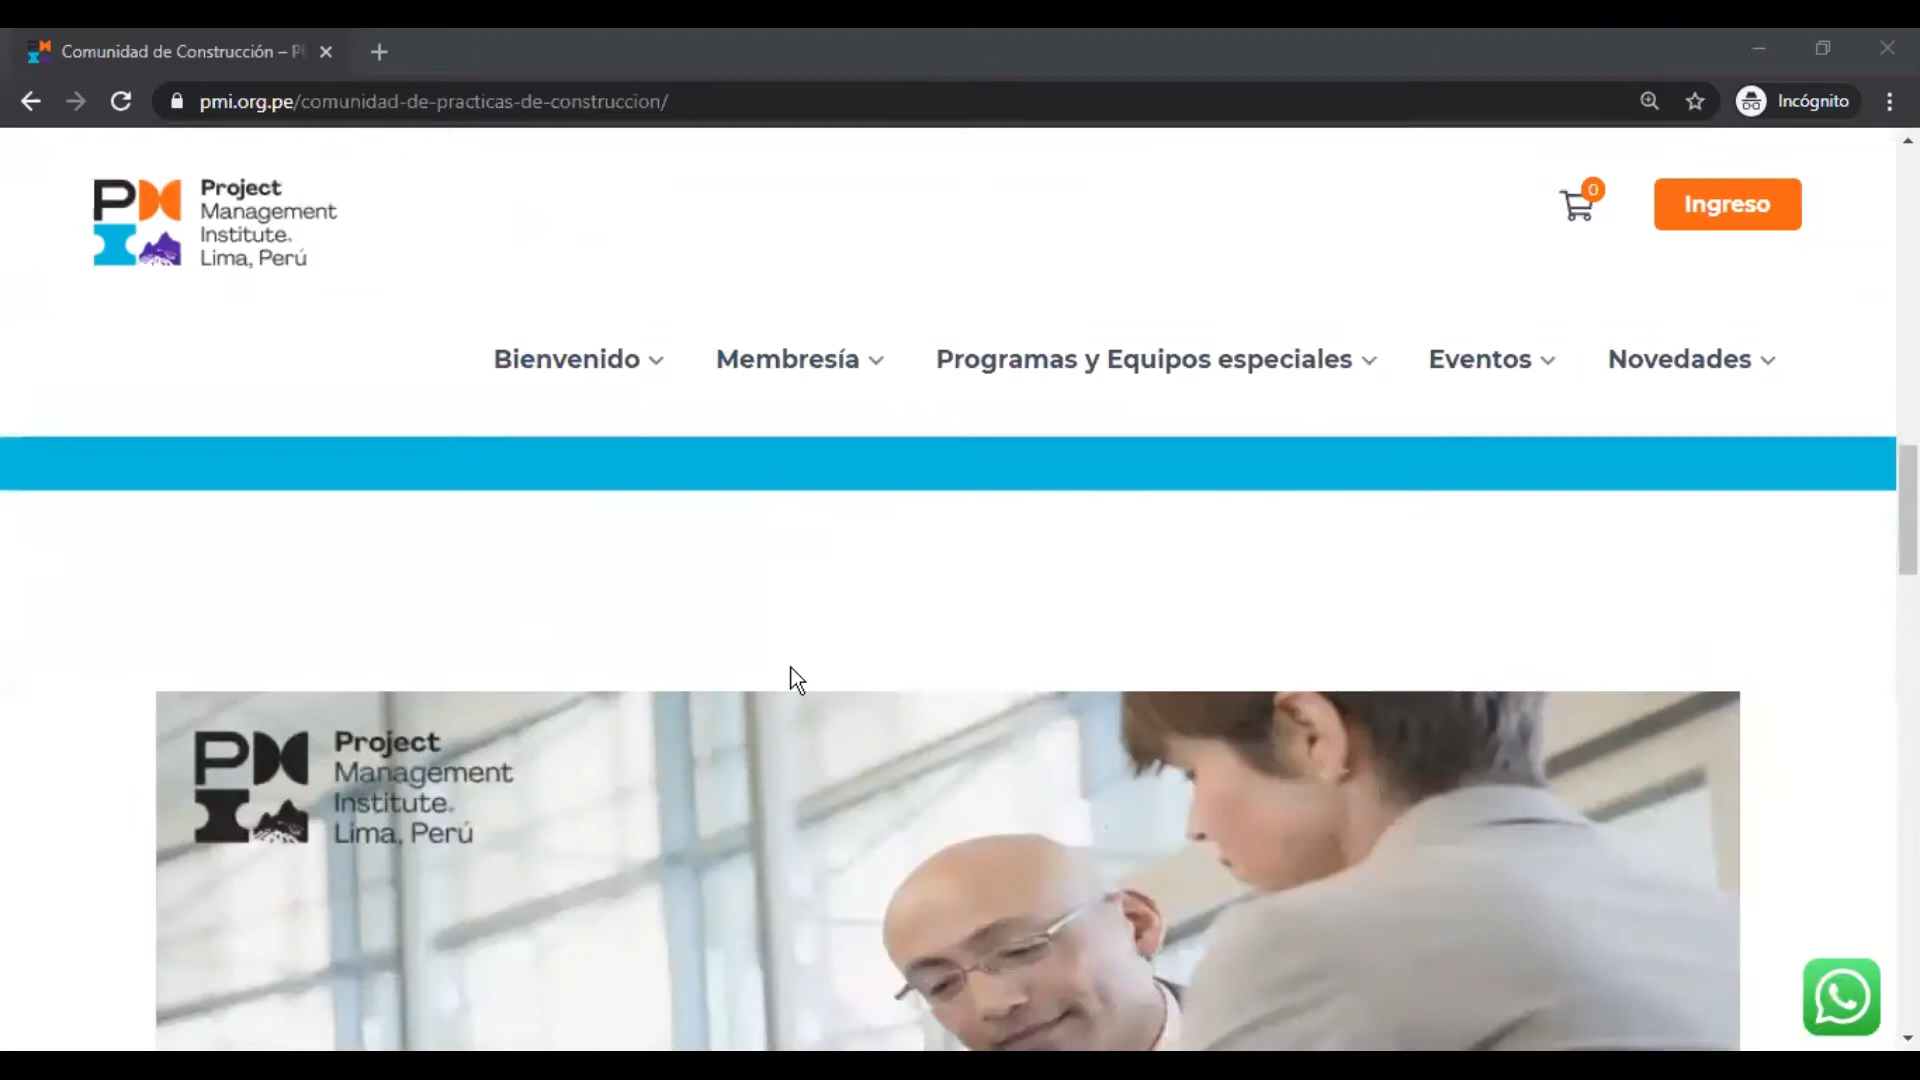 Comunidad de Construcción – P
pmi.org.pe/comunidad-de-practicas-de-construccion/
Incógnito
Project
Management
Institute.
Lima, Perú
0
Ingreso
Bienvenido
Membresía
Programas y Equipos especiales
Eventos
Novedades
Project
Management
Institute.
Lima, Perú